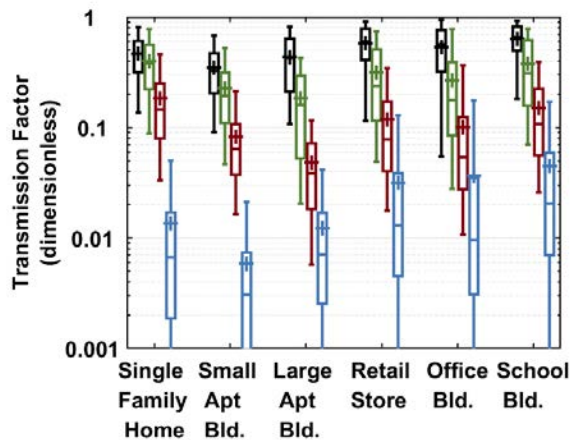 Transmission Factor
(dimensionless)
1
0.1
0.01
0.001
Single Small Large Retail Office School
Family Apt Apt Store Bld. Bld.
Home Bld. Bld.